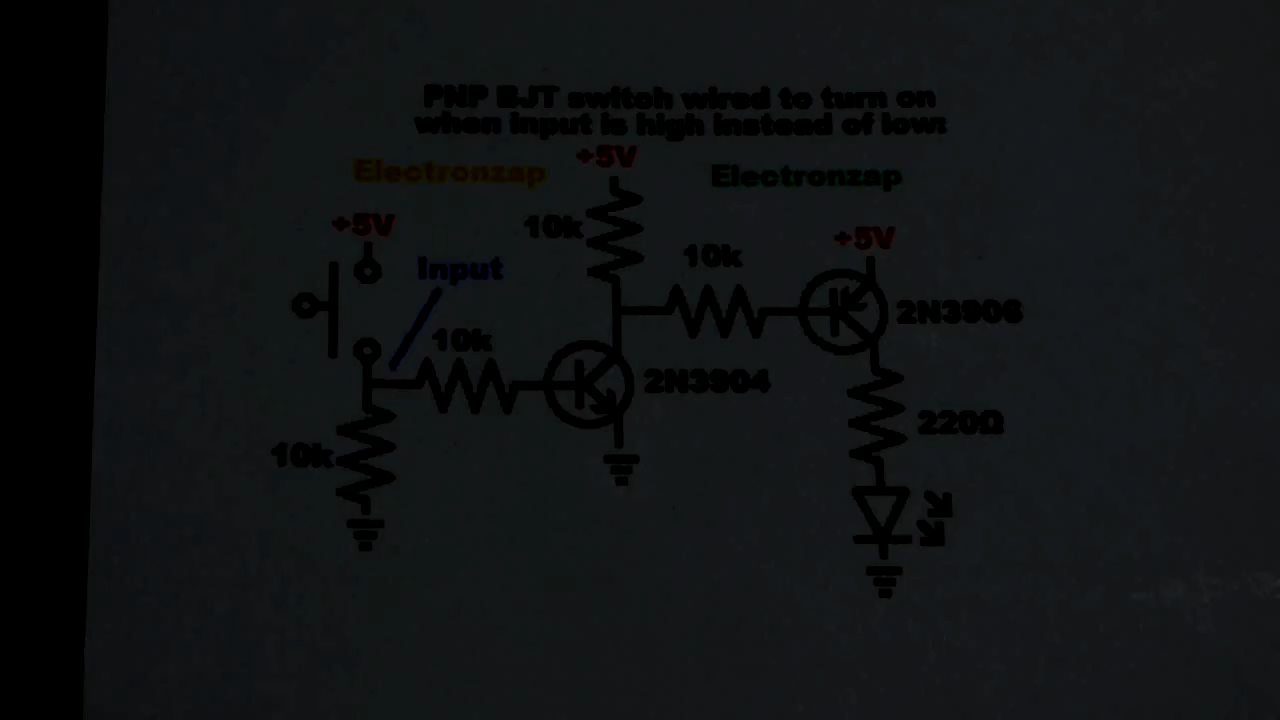 PNP BJT switch wired to turn on
when input is high instead of low:
Electronzap
+5V
Electronzap
+5V
10k
Input
10k
+5V
10k
2N3906
10k
2N3904
220Ω